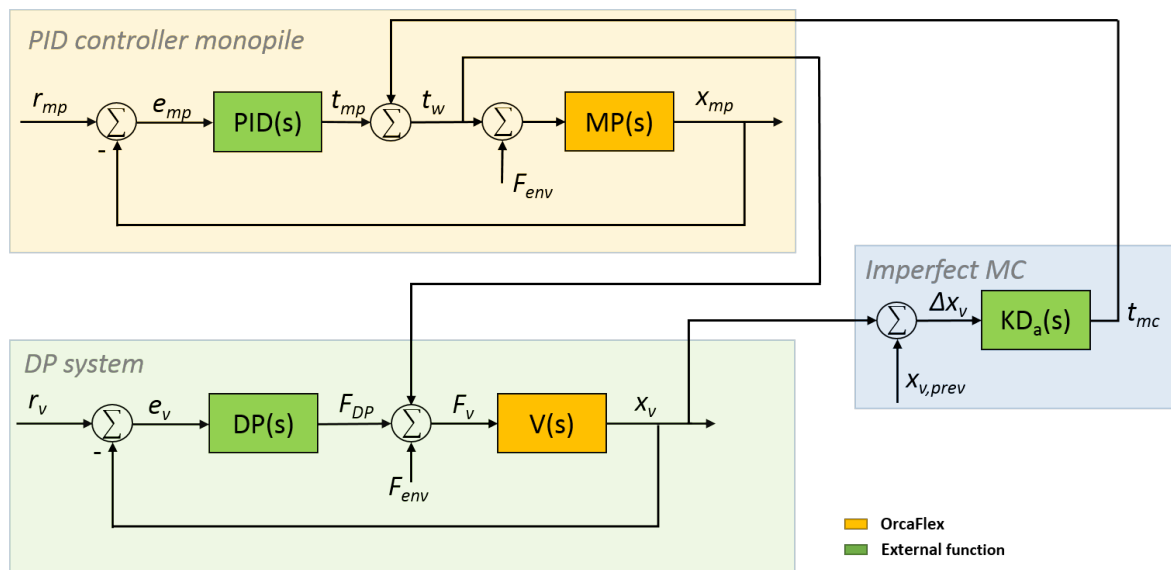 PID controller monopile
r_mp
e_mp
PID(s)
t_mp
t_w
MP(s)
x_mp
Σ
Σ
Σ
-
F_env
Imperfect MC
Δx_v
Σ
KD_a(s)
t_mc
x_v,prev
DP system
r_v
e_v
DP(s)
F_DP
F_v
V(s)
x_v
Σ
Σ
-
F_env
OrcaFlex
External function